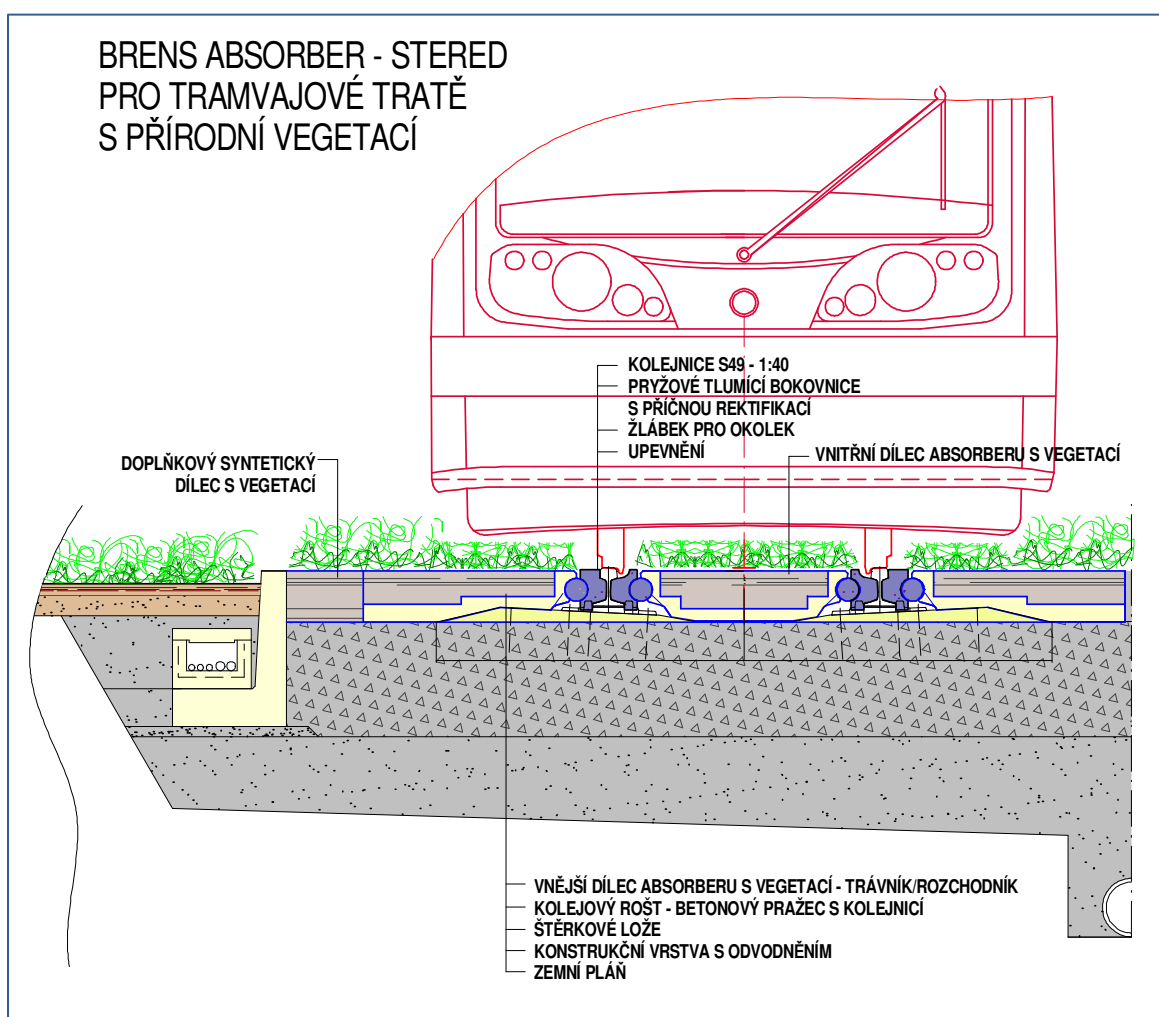 BRENS ABSORBER - STERED
PRO TRAMVAJOVÉ TRATĚ
S PŘÍRODNÍ VEGETACÍ
KOLEJNICE S49 - 1:40
PRYŽOVÉ TLUMÍCÍ BOKOVNICE
S PŘÍČNOU REKTIFIKACÍ
ŽLÁBEK PRO OKOLEK
UPEVNĚNÍ
DOPLŇKOVÝ SYNTETICKÝ
DÍLEC S VEGETACÍ
VNITŘNÍ DÍLEC ABSORBERU S VEGETACÍ
VNĚJŠÍ DÍLEC ABSORBERU S VEGETACÍ - TRÁVNÍK/ROZCHODNÍK
KOLEJOVÝ ROŠT - BETONOVÝ PRAŽEC S KOLEJNICÍ
ŠTĚRKOVÉ LOŽE
KONSTRUKČNÍ VRSTVA S ODVODNĚNÍM
ZEMNÍ PLÁŇ